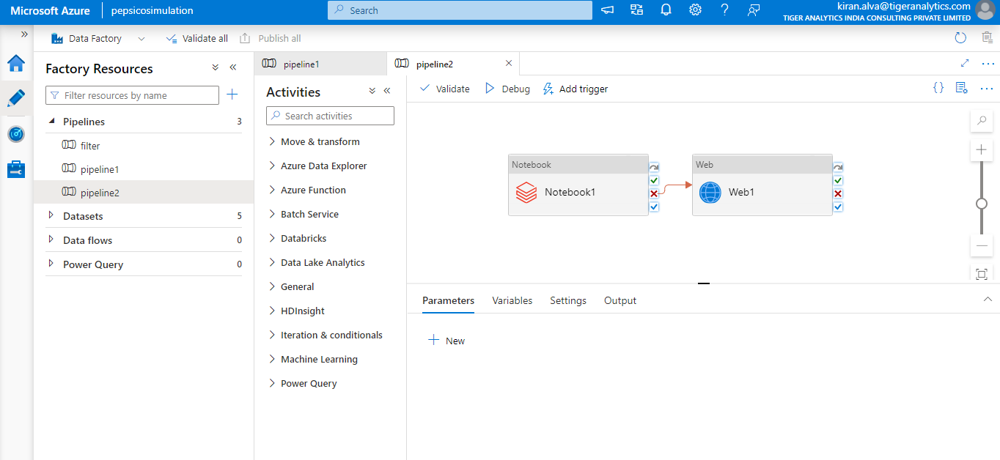 Microsoft Azure
pepsicosimulation
Search
kiran.alva@tigeranalytics.com
TIGER ANALYTICS INDIA CONSULTING PRIVATE LIMITED
Data Factory
Validate all
Publish all
Factory Resources
Filter resources by name
Pipelines 3
filter
pipeline1
pipeline2
Datasets 5
Data flows 0
Power Query 0
pipeline1
pipeline2
Activities
Search activities
Move & transform
Azure Data Explorer
Azure Function
Batch Service
Databricks
Data Lake Analytics
General
HDInsight
Iteration & conditionals
Machine Learning
Power Query
Validate
Debug
Add trigger
Notebook
Notebook1
Web
Web1
Parameters
Variables
Settings
Output
New